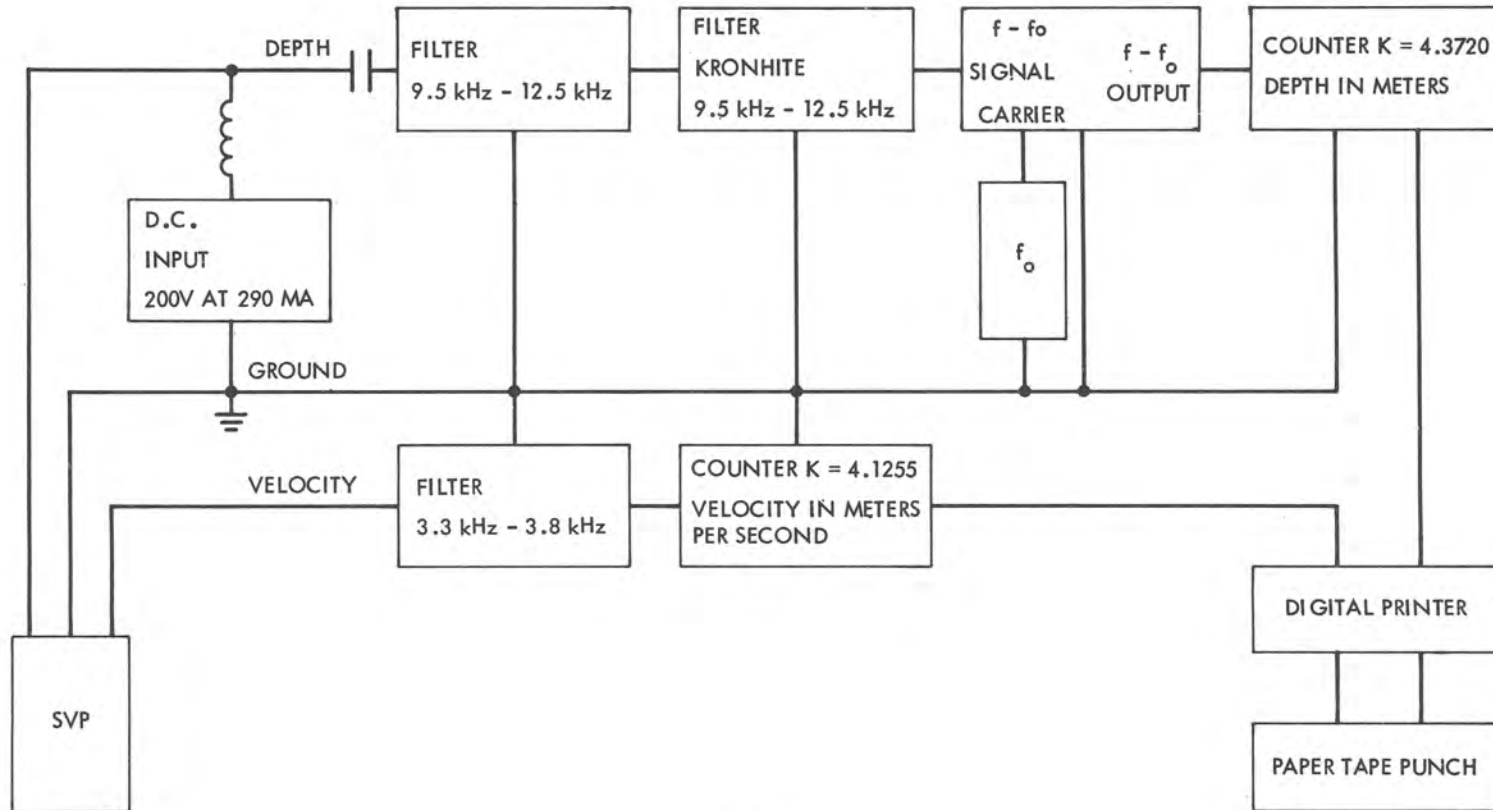 DEPTH
FILTER
9.5 kHz - 12.5 kHz
FILTER
KRONHITE
9.5 kHz - 12.5 kHz
f - fo
SIGNAL
CARRIER
f - fo
OUTPUT
COUNTER K = 4.3720
DEPTH IN METERS
D.C.
INPUT
200V AT 290 MA
fo
GROUND
VELOCITY
FILTER
3.3 kHz - 3.8 kHz
COUNTER K = 4.1255
VELOCITY IN METERS
PER SECOND
SVP
DIGITAL PRINTER
PAPER TAPE PUNCH